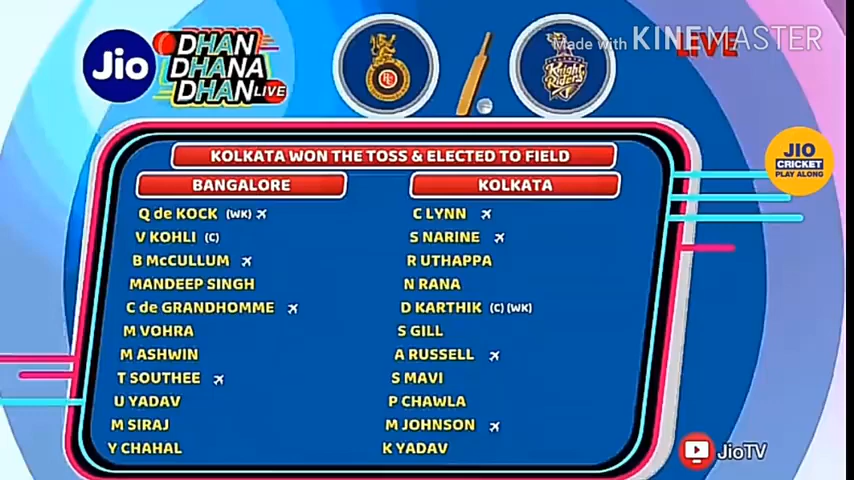 Jio
DHAN
DHANA
DHAN LIVE
Made with KINEMASTER
LIVE
Knight
Riders
JIO
CRICKET
PLAY ALONG
KOLKATA WON THE TOSS & ELECTED TO FIELD
BANGALORE
Q de KOCK (WK)
V KOHLI (C)
B McCULLUM
MANDEEP SINGH
C de GRANDHOMME
M VOHRA
M ASHWIN
T SOUTHEE
U YADAV
M SIRAJ
Y CHAHAL
KOLKATA
C LYNN
S NARINE
R UTHAPPA
N RANA
D KARTHIK (C) (WK)
S GILL
A RUSSELL
S MAVI
P CHAWLA
M JOHNSON
K YADAV
JioTV